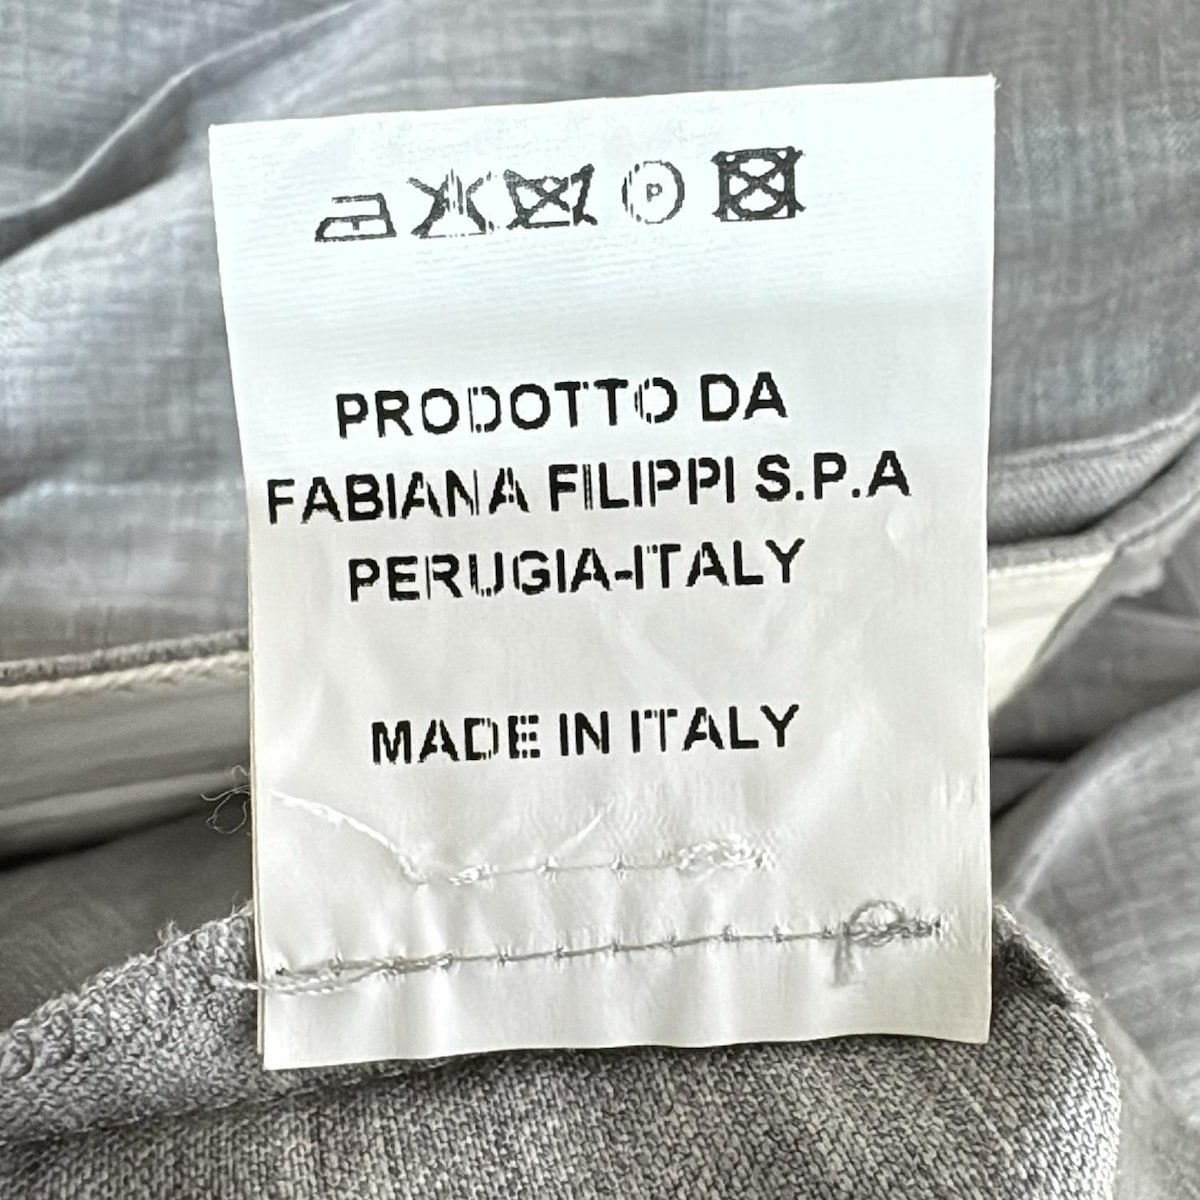 P
PRODOTTO DA
FABIANA FILIPPI S.P.A
PERUGIA-ITALY
MADE IN ITALY